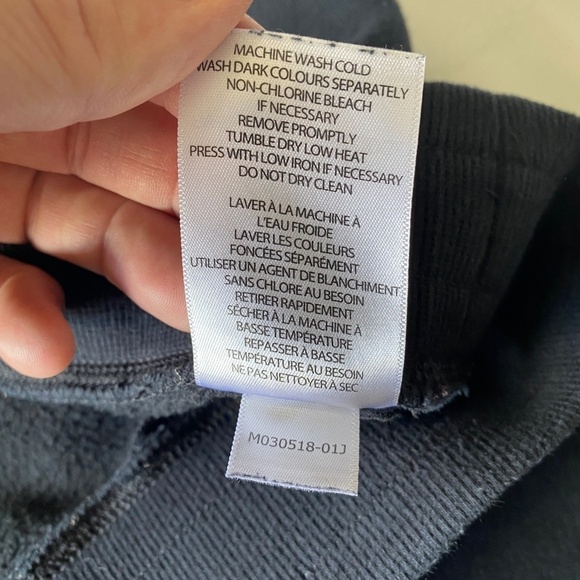 MACHINE WASH COLD
WASH DARK COLOURS SEPARATELY
NON-CHLORINE BLEACH
IF NECESSARY
REMOVE PROMPTLY
TUMBLE DRY LOW HEAT
PRESS WITH LOW IRON IF NECESSARY
DO NOT DRY CLEAN
LAVER À LA MACHINE À
L'EAU FROIDE
LAVER LES COULEURS
FONCÉES SÉPARÉMENT
UTILISER UN AGENT DE BLANCHIMENT
SANS CHLORE AU BESOIN
RETIRER RAPIDEMENT
SÉCHER À LA MACHINE À
BASSE TEMPÉRATURE
REPASSER À BASSE
TEMPÉRATURE AU BESOIN
NE PAS NETTOYER À SEC
M030518-01J